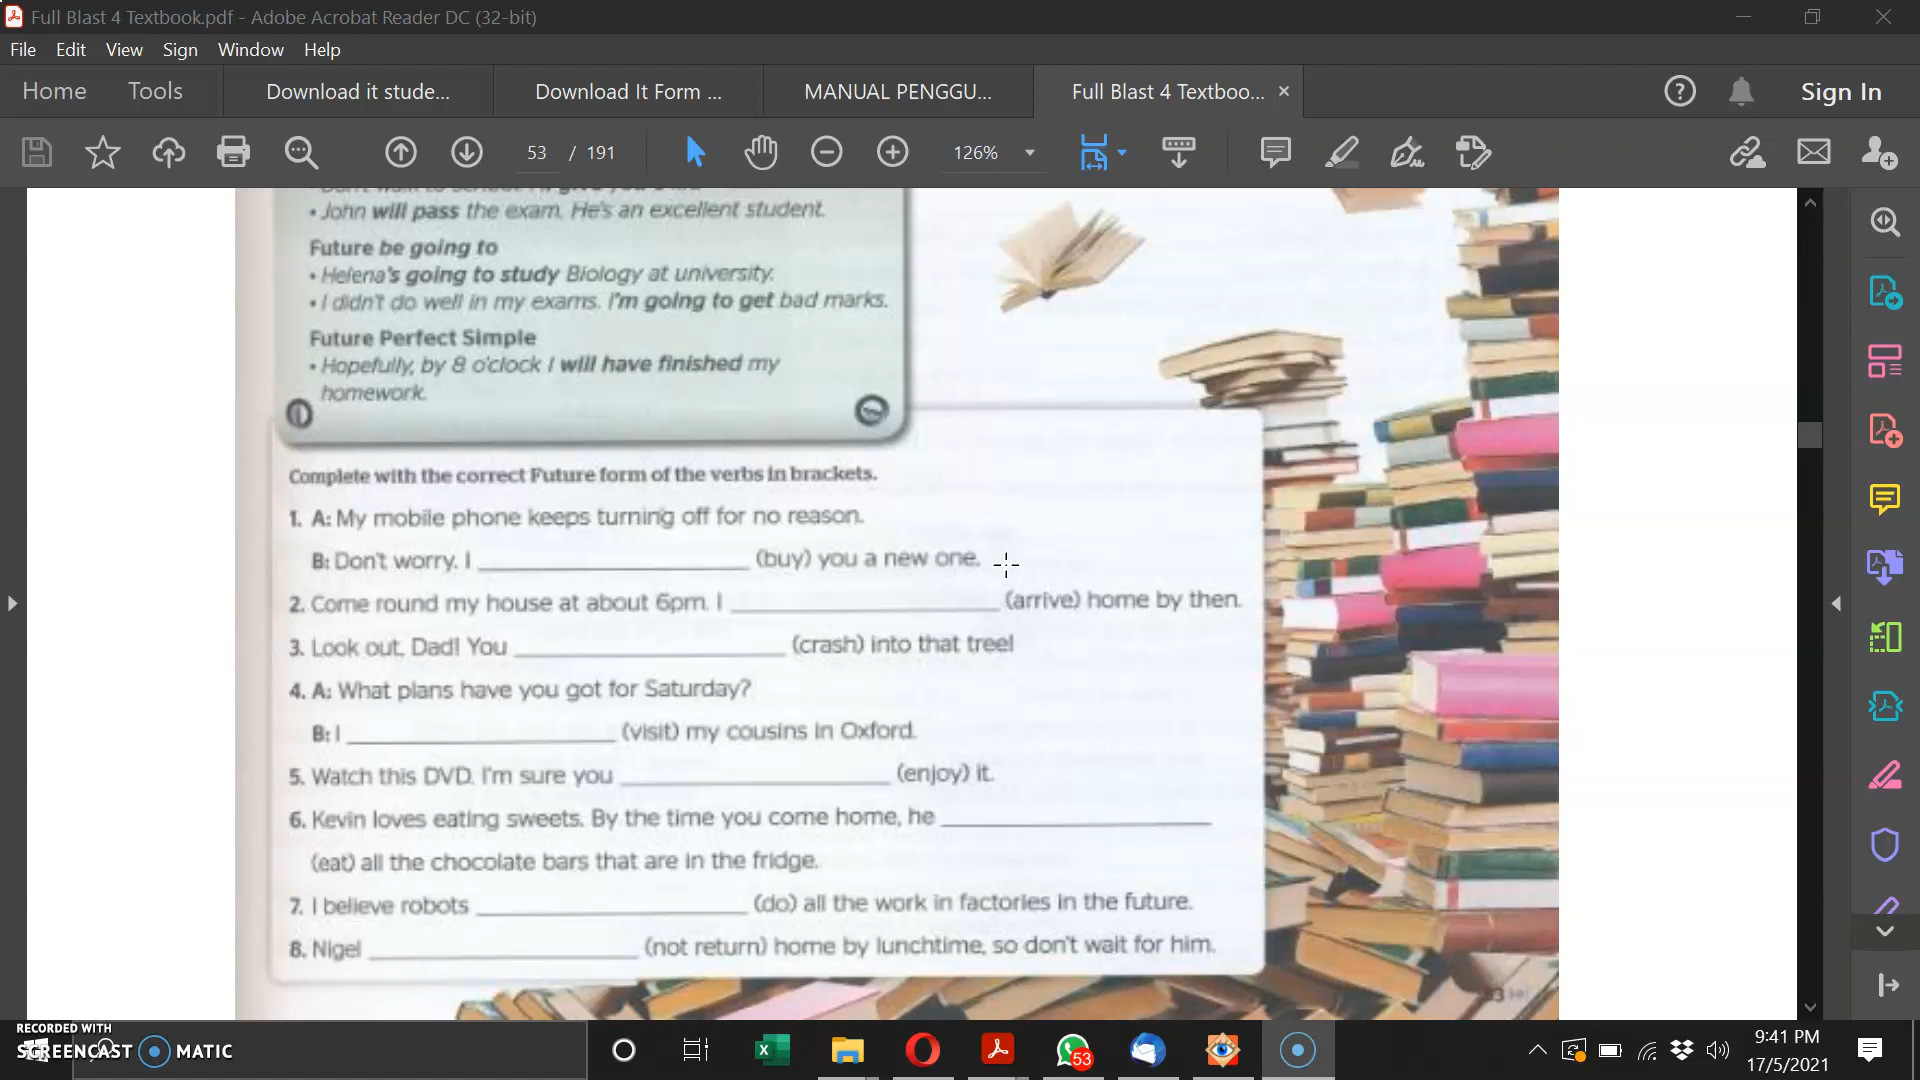 Full Blast 4 Textbook.pdf - Adobe Acrobat Reader DC (32-bit)
File Edit View Sign Window Help
Home Tools Download it stude... Download It Form ... MANUAL PENGGU... Full Blast 4 Textboo... × Sign In
53 / 191 126%
• John will pass the exam. He's an excellent student.
Future be going to
• Helena's going to study Biology at university.
• I didn't do well in my exams. I'm going to get bad marks.
Future Perfect Simple
• Hopefully, by 8 o'clock I will have finished my
homework.
Complete with the correct Future form of the verbs in brackets.
1. A: My mobile phone keeps turning off for no reason.
B: Don't worry. I ____________ (buy) you a new one.
2. Come round my house at about 6pm. I ____________ (arrive) home by then.
3. Look out, Dad! You ____________ (crash) into that tree!
4. A: What plans have you got for Saturday?
B: I ____________ (visit) my cousins in Oxford.
5. Watch this DVD. I'm sure you ____________ (enjoy) it.
6. Kevin loves eating sweets. By the time you come home, he ____________
(eat) all the chocolate bars that are in the fridge.
7. I believe robots ____________ (do) all the work in factories in the future.
8. Nigel ____________ (not return) home by lunchtime, so don't wait for him.
RECORDED WITH
SCREENCAST MATIC
53
9:41 PM
17/5/2021